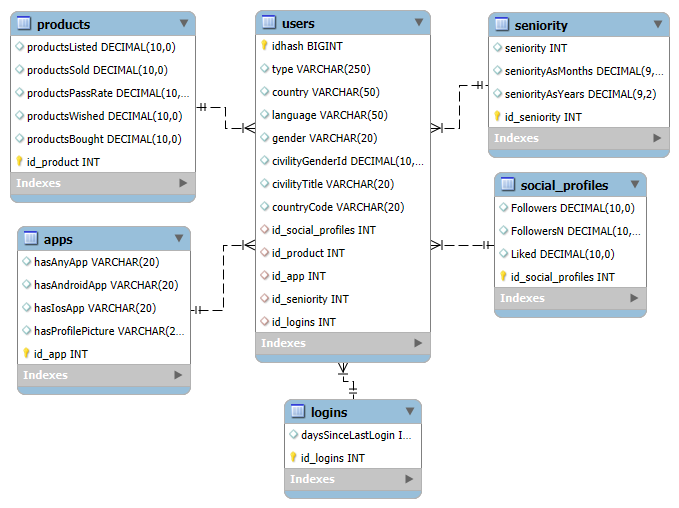 products
productsListed DECIMAL(10,0)
productsSold DECIMAL(10,0)
productsPassRate DECIMAL(10,...
productsWished DECIMAL(10,0)
productsBought DECIMAL(10,0)
id_product INT
Indexes
users
idhash BIGINT
type VARCHAR(250)
country VARCHAR(50)
language VARCHAR(50)
gender VARCHAR(20)
civilityGenderId DECIMAL(10,...
civilityTitle VARCHAR(20)
countryCode VARCHAR(20)
id_social_profiles INT
id_product INT
id_app INT
id_seniority INT
id_logins INT
Indexes
seniority
seniority INT
seniorityAsMonths DECIMAL(9,...
seniorityAsYears DECIMAL(9,2)
id_seniority INT
Indexes
social_profiles
Followers DECIMAL(10,0)
FollowersN DECIMAL(10,...
Liked DECIMAL(10,0)
id_social_profiles INT
Indexes
apps
hasAnyApp VARCHAR(20)
hasAndroidApp VARCHAR(20)
hasIosApp VARCHAR(20)
hasProfilePicture VARCHAR(2...
id_app INT
Indexes
logins
daysSinceLastLogin I...
id_logins INT
Indexes